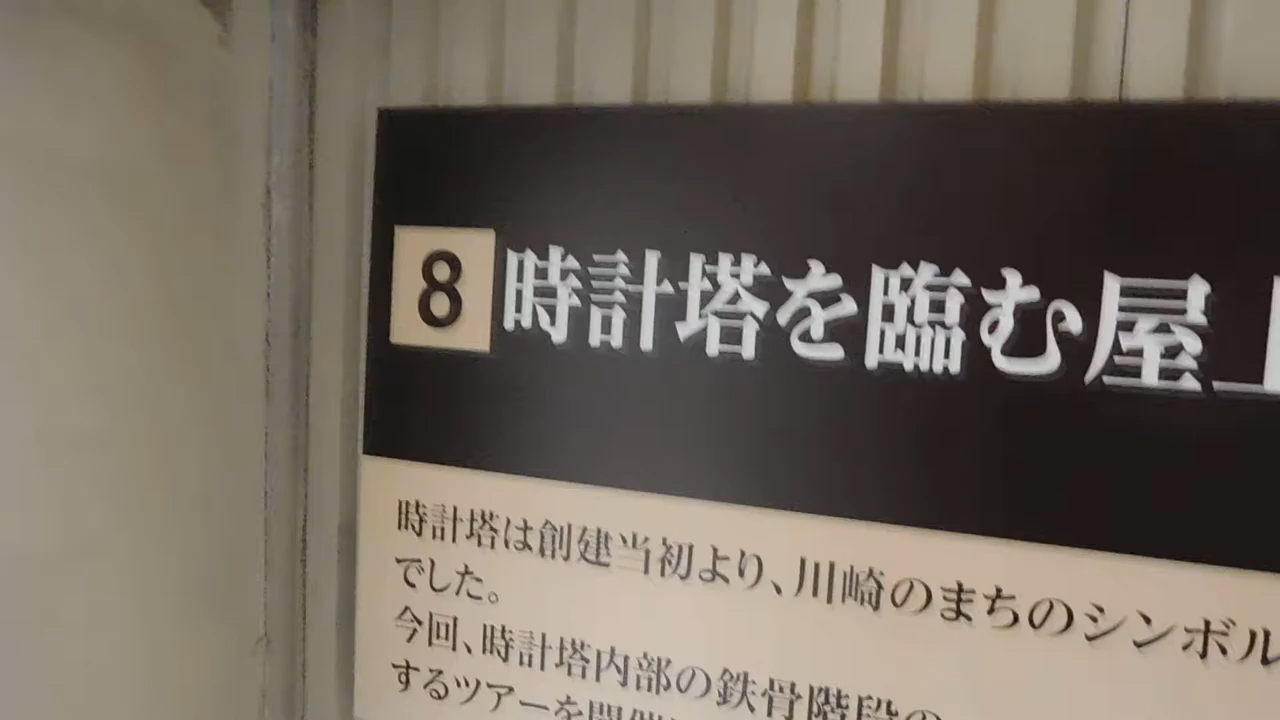 8 時計塔を臨む屋上
時計塔は創建当初より、川崎のまちのシンボル
でした。
今回、時計塔内部の鉄骨階段の
するツアーを開催